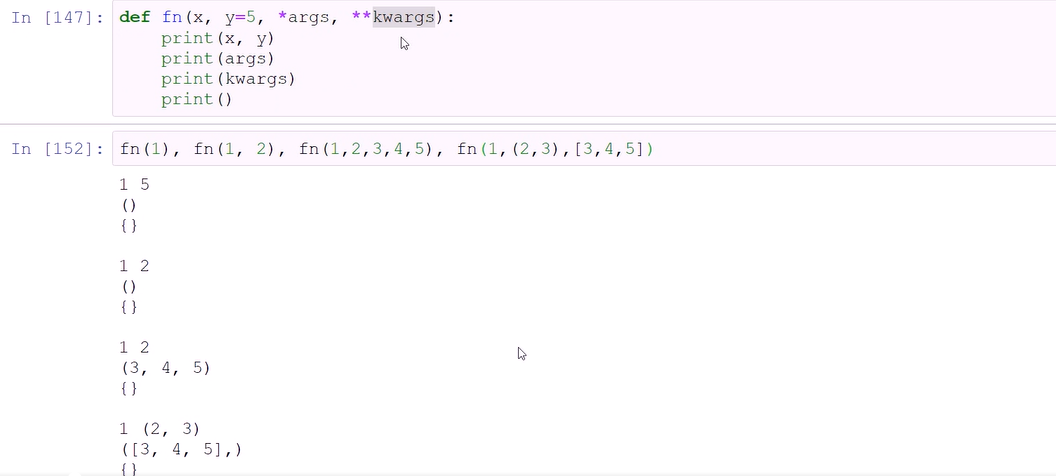 In [147]: def fn(x, y=5, *args, **kwargs):
print(x, y)
print(args)
print(kwargs)
print()
In [152]: fn(1), fn(1, 2), fn(1,2,3,4,5), fn(1,(2,3),[3,4,5])
1 5
()
{}
1 2
()
{}
1 2
(3, 4, 5)
{}
1 (2, 3)
([3, 4, 5],)
{}